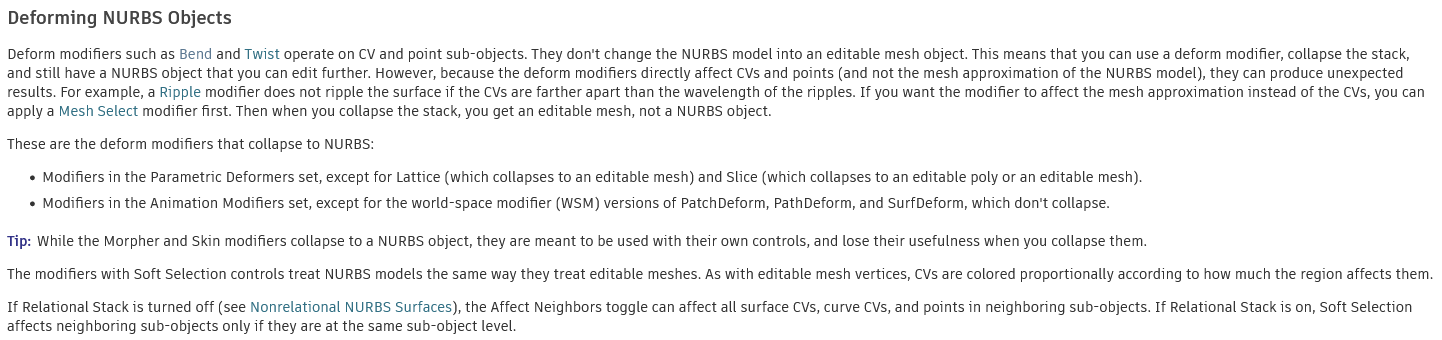 Deforming NURBS Objects
Deform modifiers such as Bend and Twist operate on CV and point sub-objects. They don't change the NURBS model into an editable mesh object. This means that you can use a deform modifier, collapse the stack,
and still have a NURBS object that you can edit further. However, because the deform modifiers directly affect CVs and points (and not the mesh approximation of the NURBS model), they can produce unexpected
results. For example, a Ripple modifier does not ripple the surface if the CVs are farther apart than the wavelength of the ripples. If you want the modifier to affect the mesh approximation instead of the CVs, you can
apply a Mesh Select modifier first. Then when you collapse the stack, you get an editable mesh, not a NURBS object.
These are the deform modifiers that collapse to NURBS:
• Modifiers in the Parametric Deformers set, except for Lattice (which collapses to an editable mesh) and Slice (which collapses to an editable poly or an editable mesh).
• Modifiers in the Animation Modifiers set, except for the world-space modifier (WSM) versions of PatchDeform, PathDeform, and SurfDeform, which don't collapse.
Tip: While the Morpher and Skin modifiers collapse to a NURBS object, they are meant to be used with their own controls, and lose their usefulness when you collapse them.
The modifiers with Soft Selection controls treat NURBS models the same way they treat editable meshes. As with editable mesh vertices, CVs are colored proportionally according to how much the region affects them.
If Relational Stack is turned off (see Nonrelational NURBS Surfaces), the Affect Neighbors toggle can affect all surface CVs, curve CVs, and points in neighboring sub-objects. If Relational Stack is on, Soft Selection
affects neighboring sub-objects only if they are at the same sub-object level.